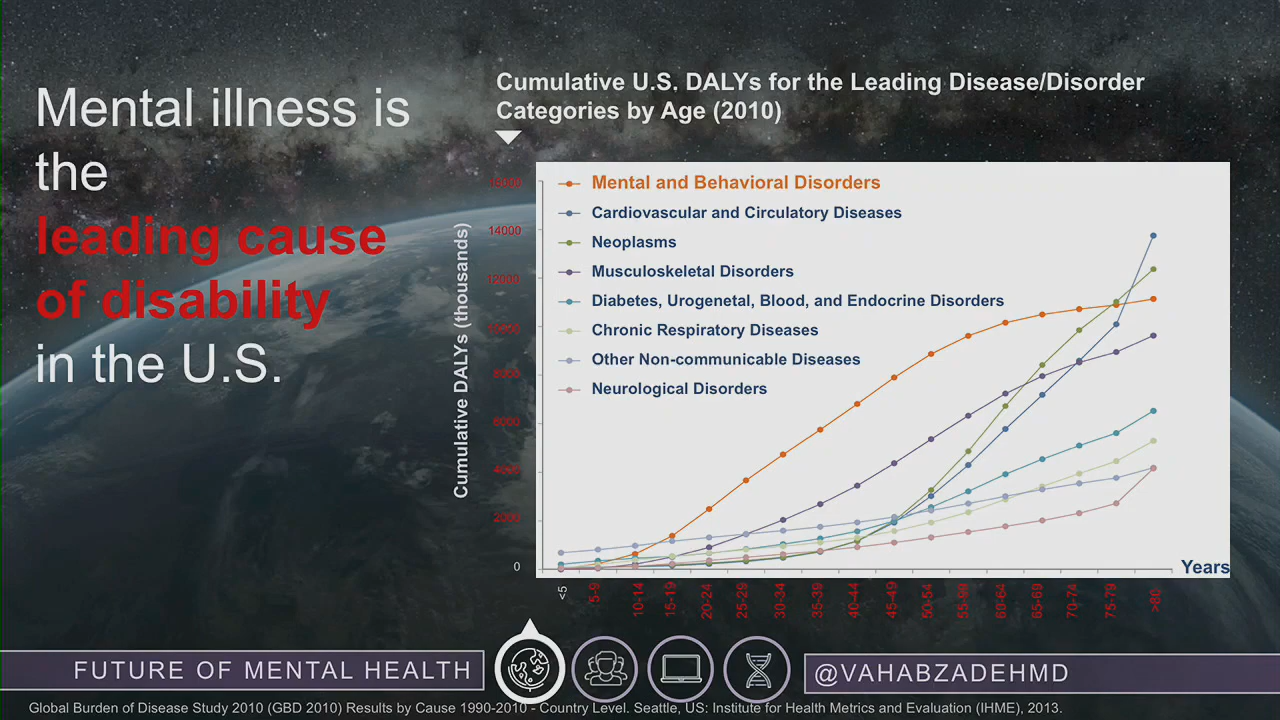 Mental illness is
the
leading cause
of disability
in the U.S.
Cumulative U.S. DALYs for the Leading Disease/Disorder
Categories by Age (2010)
Cumulative DALYs (thousands)
16000
14000
12000
10000
8000
6000
4000
2000
0
Mental and Behavioral Disorders
Cardiovascular and Circulatory Diseases
Neoplasms
Musculoskeletal Disorders
Diabetes, Urogenetal, Blood, and Endocrine Disorders
Chronic Respiratory Diseases
Other Non-communicable Diseases
Neurological Disorders
Years
<5
5-9
10-14
15-19
20-24
25-29
30-34
35-39
40-44
45-49
50-54
55-59
60-64
65-69
70-74
75-79
>80
FUTURE OF MENTAL HEALTH
@VAHABZADEHMD
Global Burden of Disease Study 2010 (GBD 2010) Results by Cause 1990-2010 - Country Level. Seattle, US: Institute for Health Metrics and Evaluation (IHME), 2013.